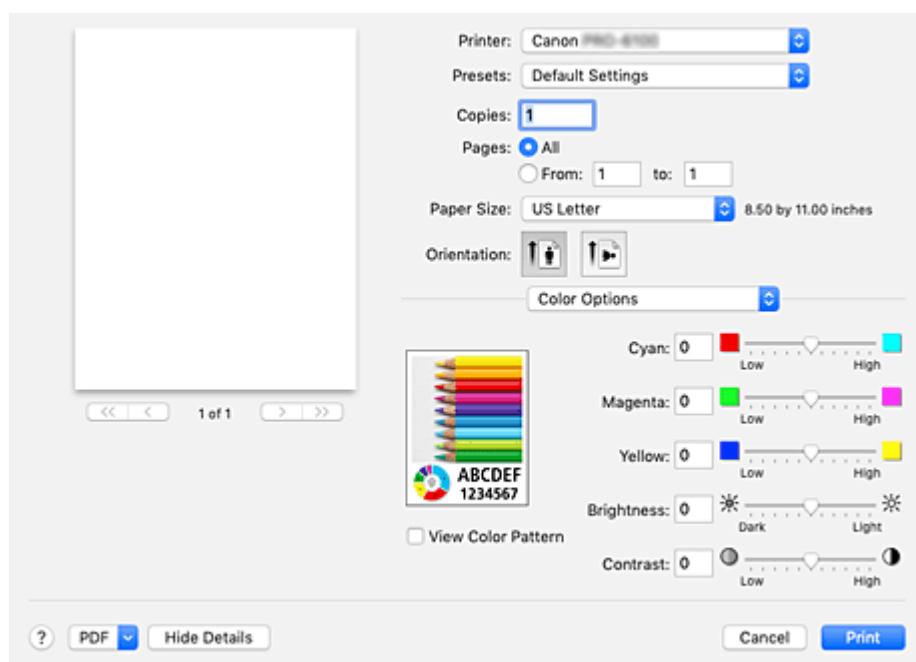 Printer: Canon
Presets: Default Settings
Copies: 1
Pages: All
From: 1 to: 1
Paper Size: US Letter 8.50 by 11.00 inches
Orientation:
Color Options
Cyan: 0
Low High
Magenta: 0
Low High
Yellow: 0
Low High
Brightness: 0
Dark Light
Contrast: 0
Low High
ABCDEF
1234567
View Color Pattern
<< < 1 of 1 > >>
? PDF Hide Details Cancel Print